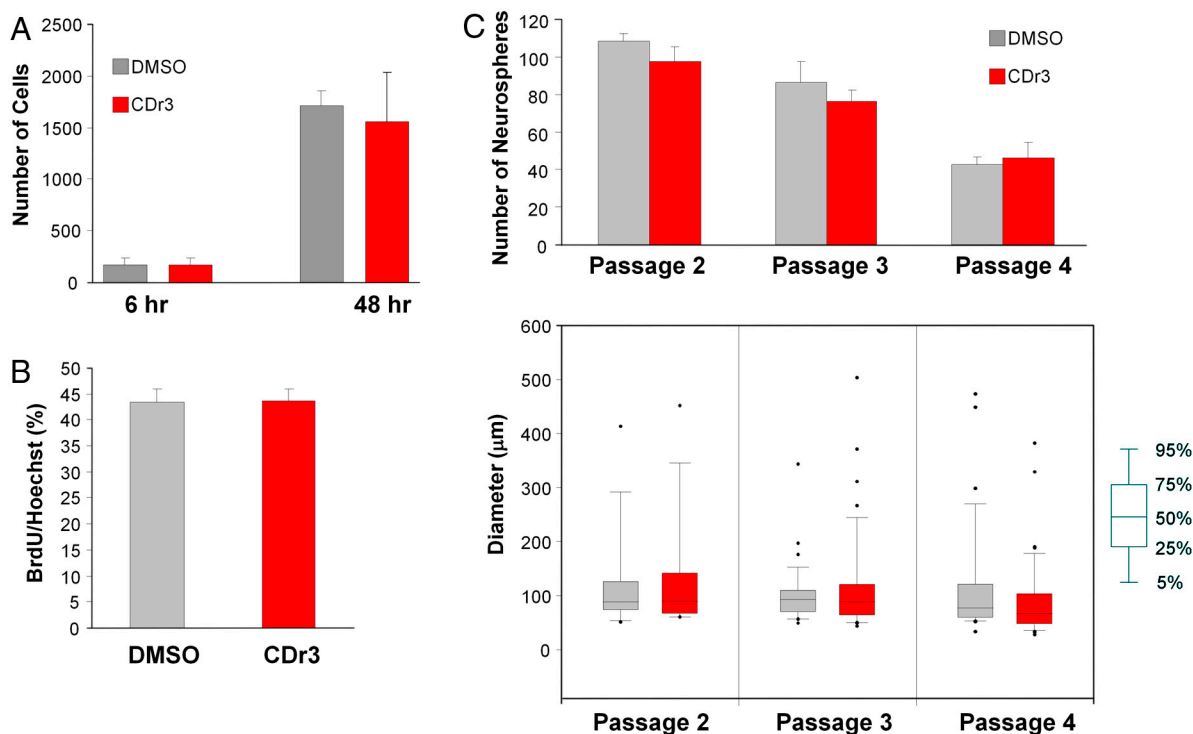 A
Number of Cells
2500
2000
1500
1000
500
0
DMSO
CDr3
6 hr
48 hr
B
BrdU/Hoechst (%)
50
45
40
35
30
25
20
15
10
5
0
DMSO
CDr3
C
Number of Neurospheres
120
100
80
60
40
20
0
DMSO
CDr3
Passage 2
Passage 3
Passage 4
Diameter (μm)
600
500
400
300
200
100
0
Passage 2
Passage 3
Passage 4
95%
75%
50%
25%
5%